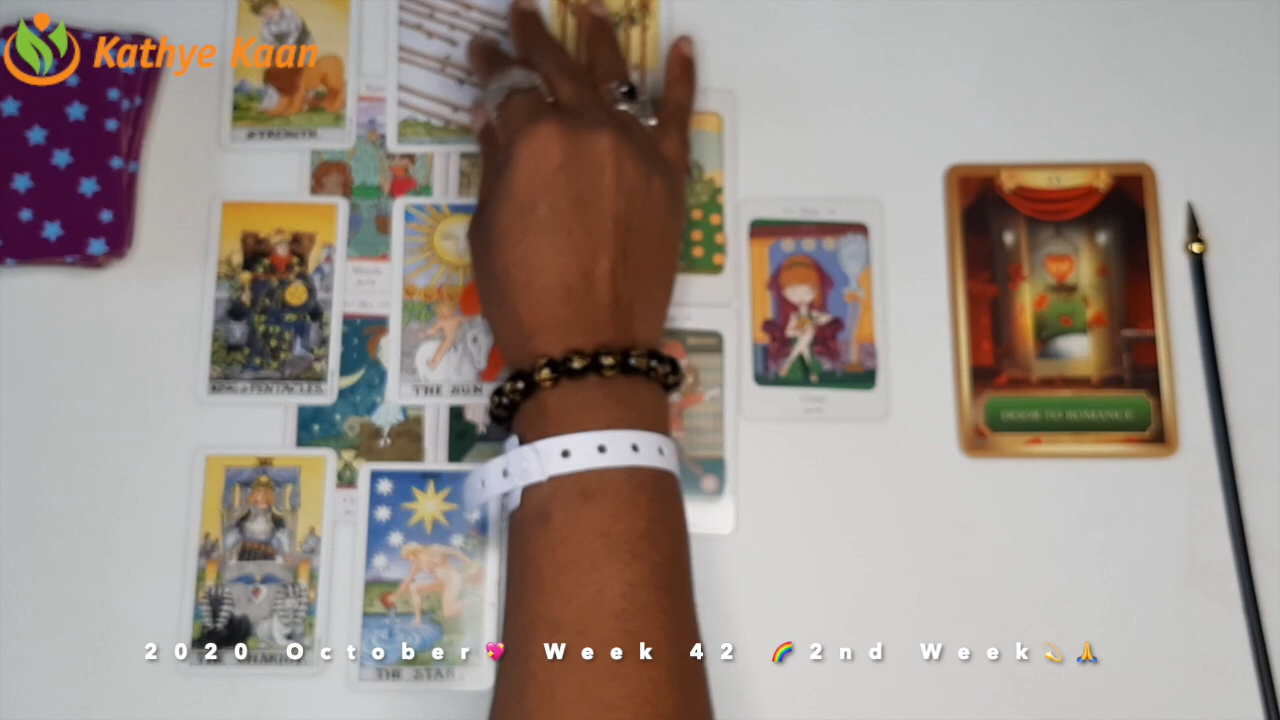 Kathye Kaan
STRENGTH
KING of PENTACLES
THE SUN
DOOR TO ROMANCE
THE STAR
2020 October💖 Week 42 🌈2nd Week💫🙏